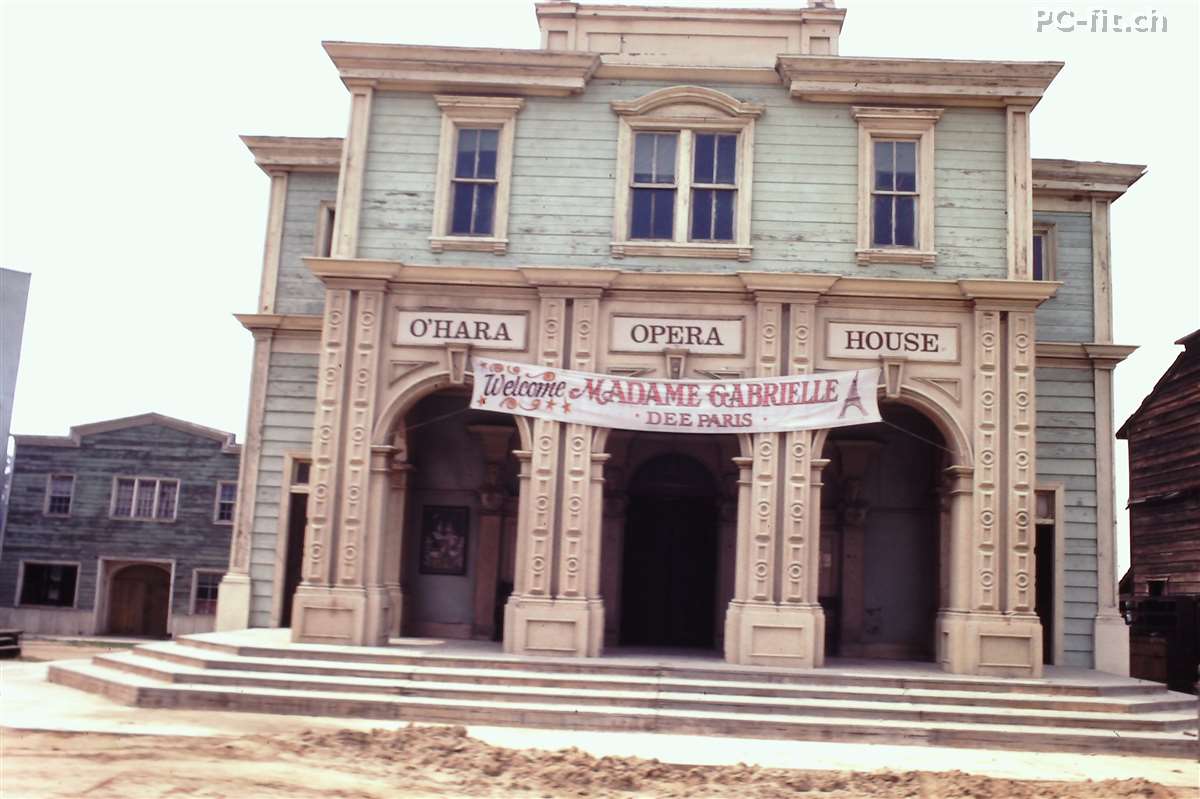 PC-fit.ch
O'HARA OPERA HOUSE
Welcome MADAME GABRIELLE
· DEE PARIS ·